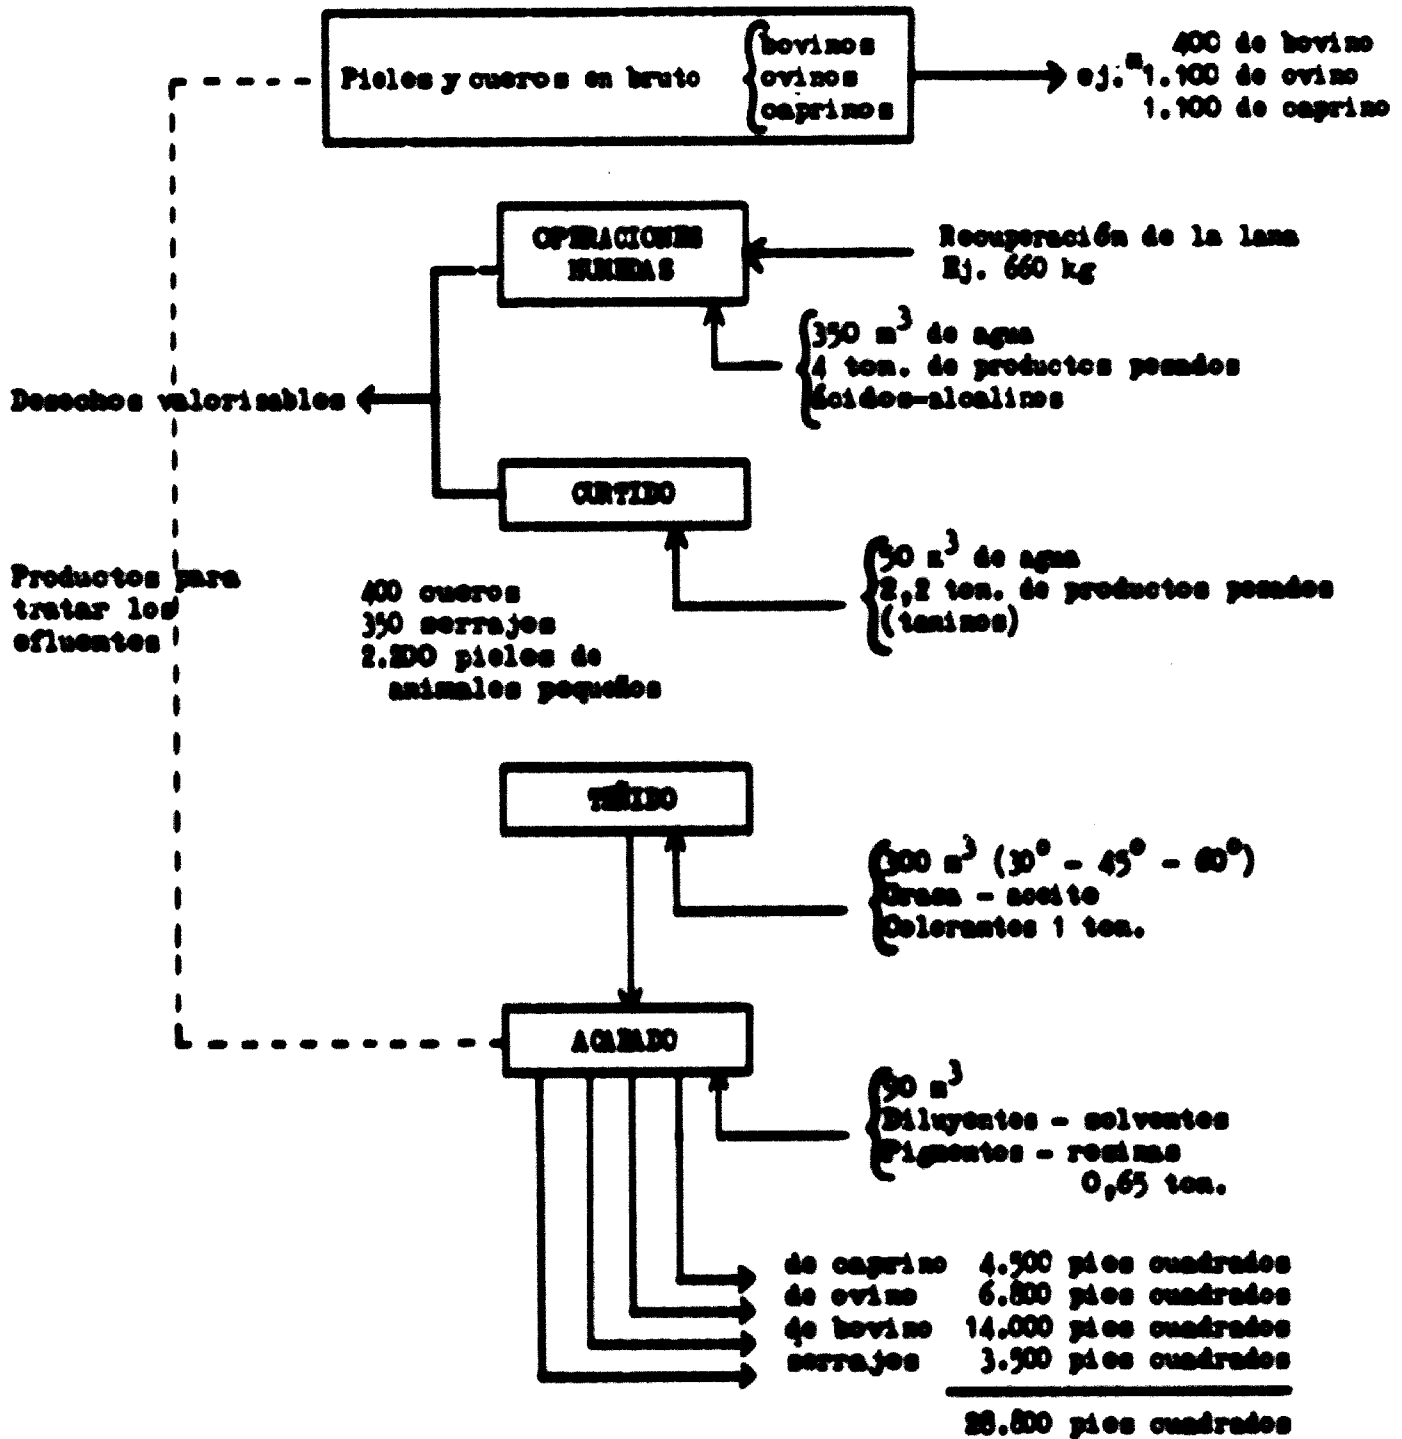 Pieles y cueros en bruto
bovinos
ovinos
caprinos
400 de bovino
ej. 1.100 de ovino
1.100 de caprino
OPERACIONES
HUMEDAS
Recuperación de la lana
Ej. 660 kg
350 m³ de agua
4 ton. de productos pesados
ácidos-alcalinos
Desechos valorisables
CURTIDO
50 m³ de agua
2,2 ton. de productos pesados
(taninos)
Productos para
tratar los
efluentes
400 cueros
350 serrajes
2.200 pieles de
animales pequeños
TEÑIDO
300 m³ (30° - 45° - 60°)
Grasa - aceite
Colorantes 1 ton.
ACABADO
90 m³
Diluyentes - solventes
Pigmentos - resinas
0,65 ton.
de caprino 4.500 pies cuadrados
de ovino 6.800 pies cuadrados
de bovino 14.000 pies cuadrados
serrajes 3.500 pies cuadrados
28.800 pies cuadrados